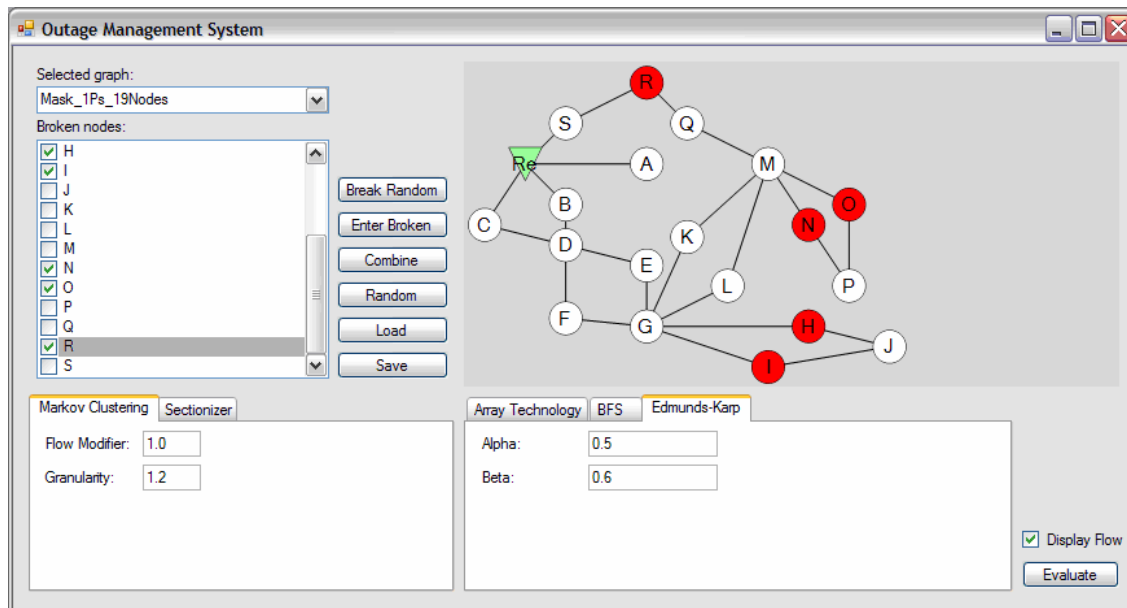 Outage Management System
Selected graph:
Mask_1Ps_19Nodes
Broken nodes:
H
I
J
K
L
M
N
O
P
Q
R
S
Break Random
Enter Broken
Combine
Random
Load
Save
R
S
Q
Re
A
M
B
O
C
N
K
D
E
L
P
F
G
H
J
I
Markov Clustering
Sectionizer
Flow Modifier: 1.0
Granularity: 1.2
Array Technology
BFS
Edmunds-Karp
Alpha: 0.5
Beta: 0.6
Display Flow
Evaluate